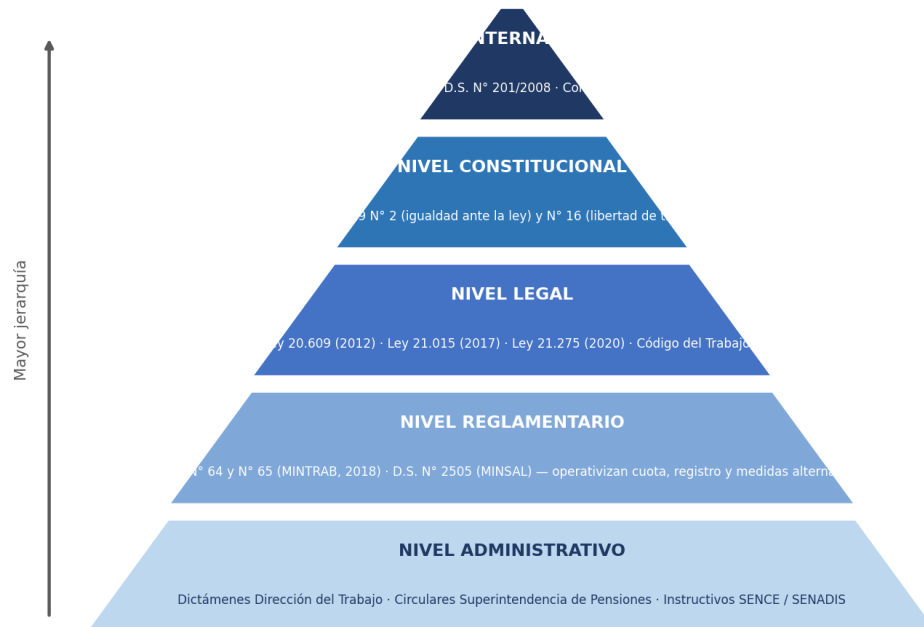 NTERNA
D.S. N° 201/2008 ·
NIVEL CONSTITUCIONAL
9 N° 2 (igualdad ante la ley) y N° 16 (libertad de t
NIVEL LEGAL
y 20.609 (2012) · Ley 21.015 (2017) · Ley 21.275 (2020) · Código del Trabajo
NIVEL REGLAMENTARIO
N° 64 y N° 65 (MINTRAB, 2018) · D.S. N° 2505 (MINSAL) — operativizan cuota, registro y medidas alterna
NIVEL ADMINISTRATIVO
Dictámenes Dirección del Trabajo · Circulares Superintendencia de Pensiones · Instructivos SENCE / SENADIS
Mayor jerarquía